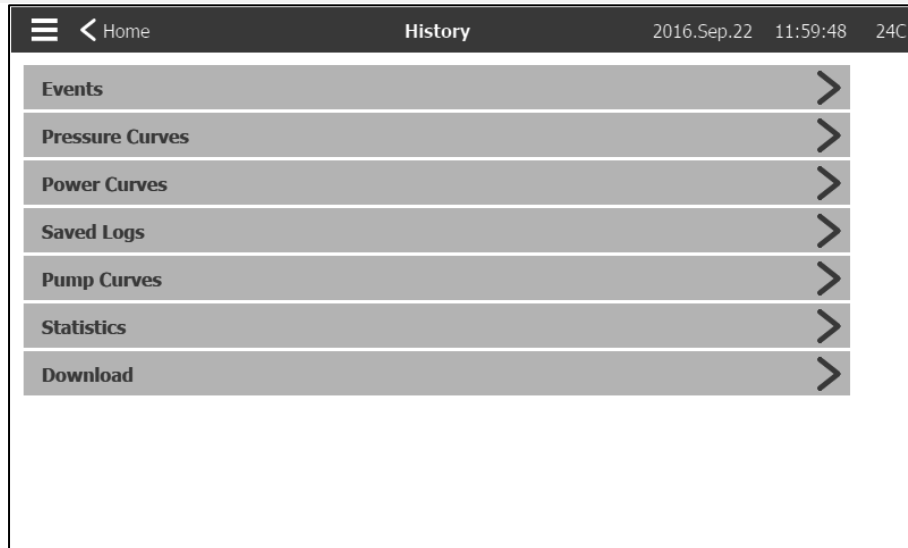 Home History 2016.Sep.22 11:59:48 24C
Events
Pressure Curves
Power Curves
Saved Logs
Pump Curves
Statistics
Download